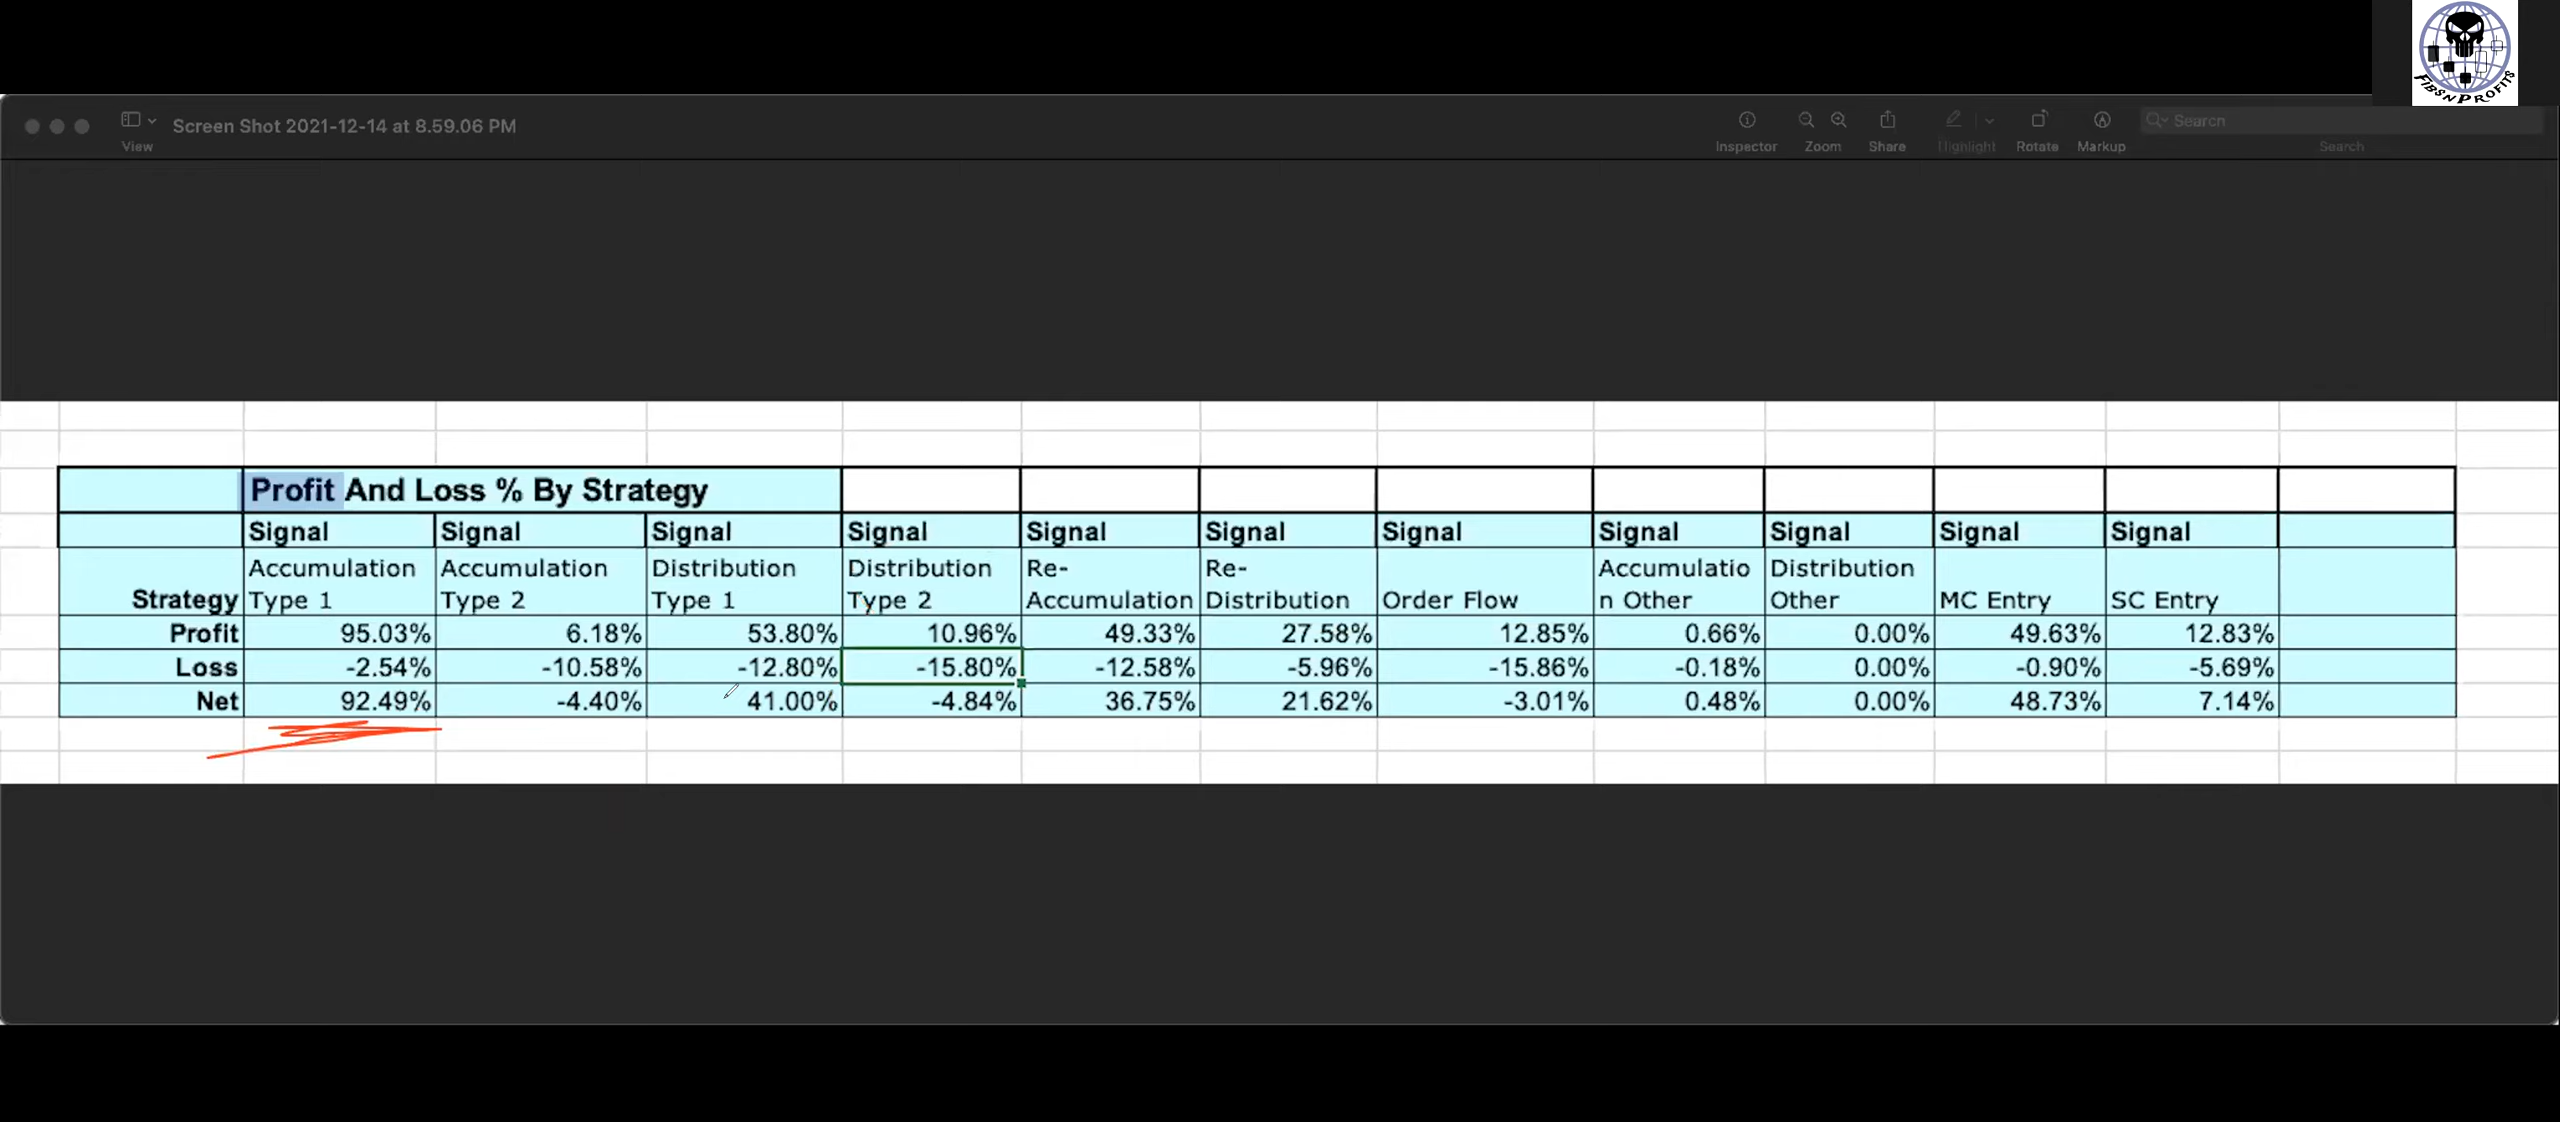 FIBSNPROFITS
Screen Shot 2021-12-14 at 8.59.06 PM
View
Inspector Zoom Share Highlight Rotate Markup
Search
Search
Profit And Loss % By Strategy
Signal Signal Signal Signal Signal Signal Signal Signal Signal Signal Signal
Accumulation Accumulation Distribution Distribution Re- Re- Accumulatio Distribution
Strategy Type 1 Type 2 Type 1 Type 2 Accumulation Distribution Order Flow n Other Other MC Entry SC Entry
Profit 95.03% 6.18% 53.80% 10.96% 49.33% 27.58% 12.85% 0.66% 0.00% 49.63% 12.83%
Loss -2.54% -10.58% -12.80% -15.80% -12.58% -5.96% -15.86% -0.18% 0.00% -0.90% -5.69%
Net 92.49% -4.40% 41.00% -4.84% 36.75% 21.62% -3.01% 0.48% 0.00% 48.73% 7.14%